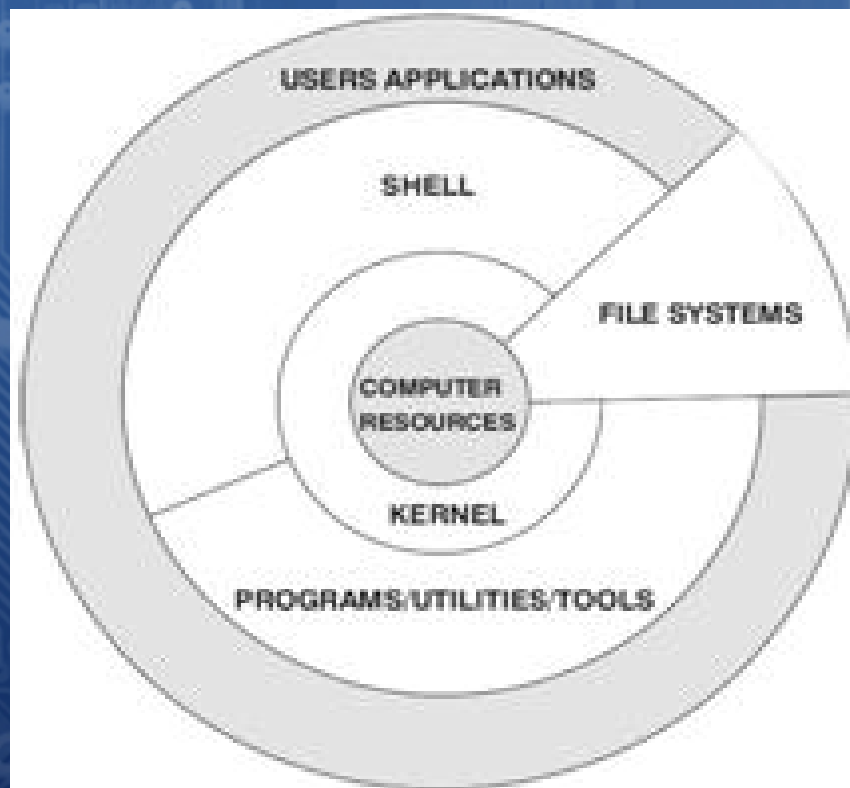 USERS APPLICATIONS
SHELL
FILE SYSTEMS
COMPUTER
RESOURCES
KERNEL
PROGRAMS/UTILITIES/TOOLS